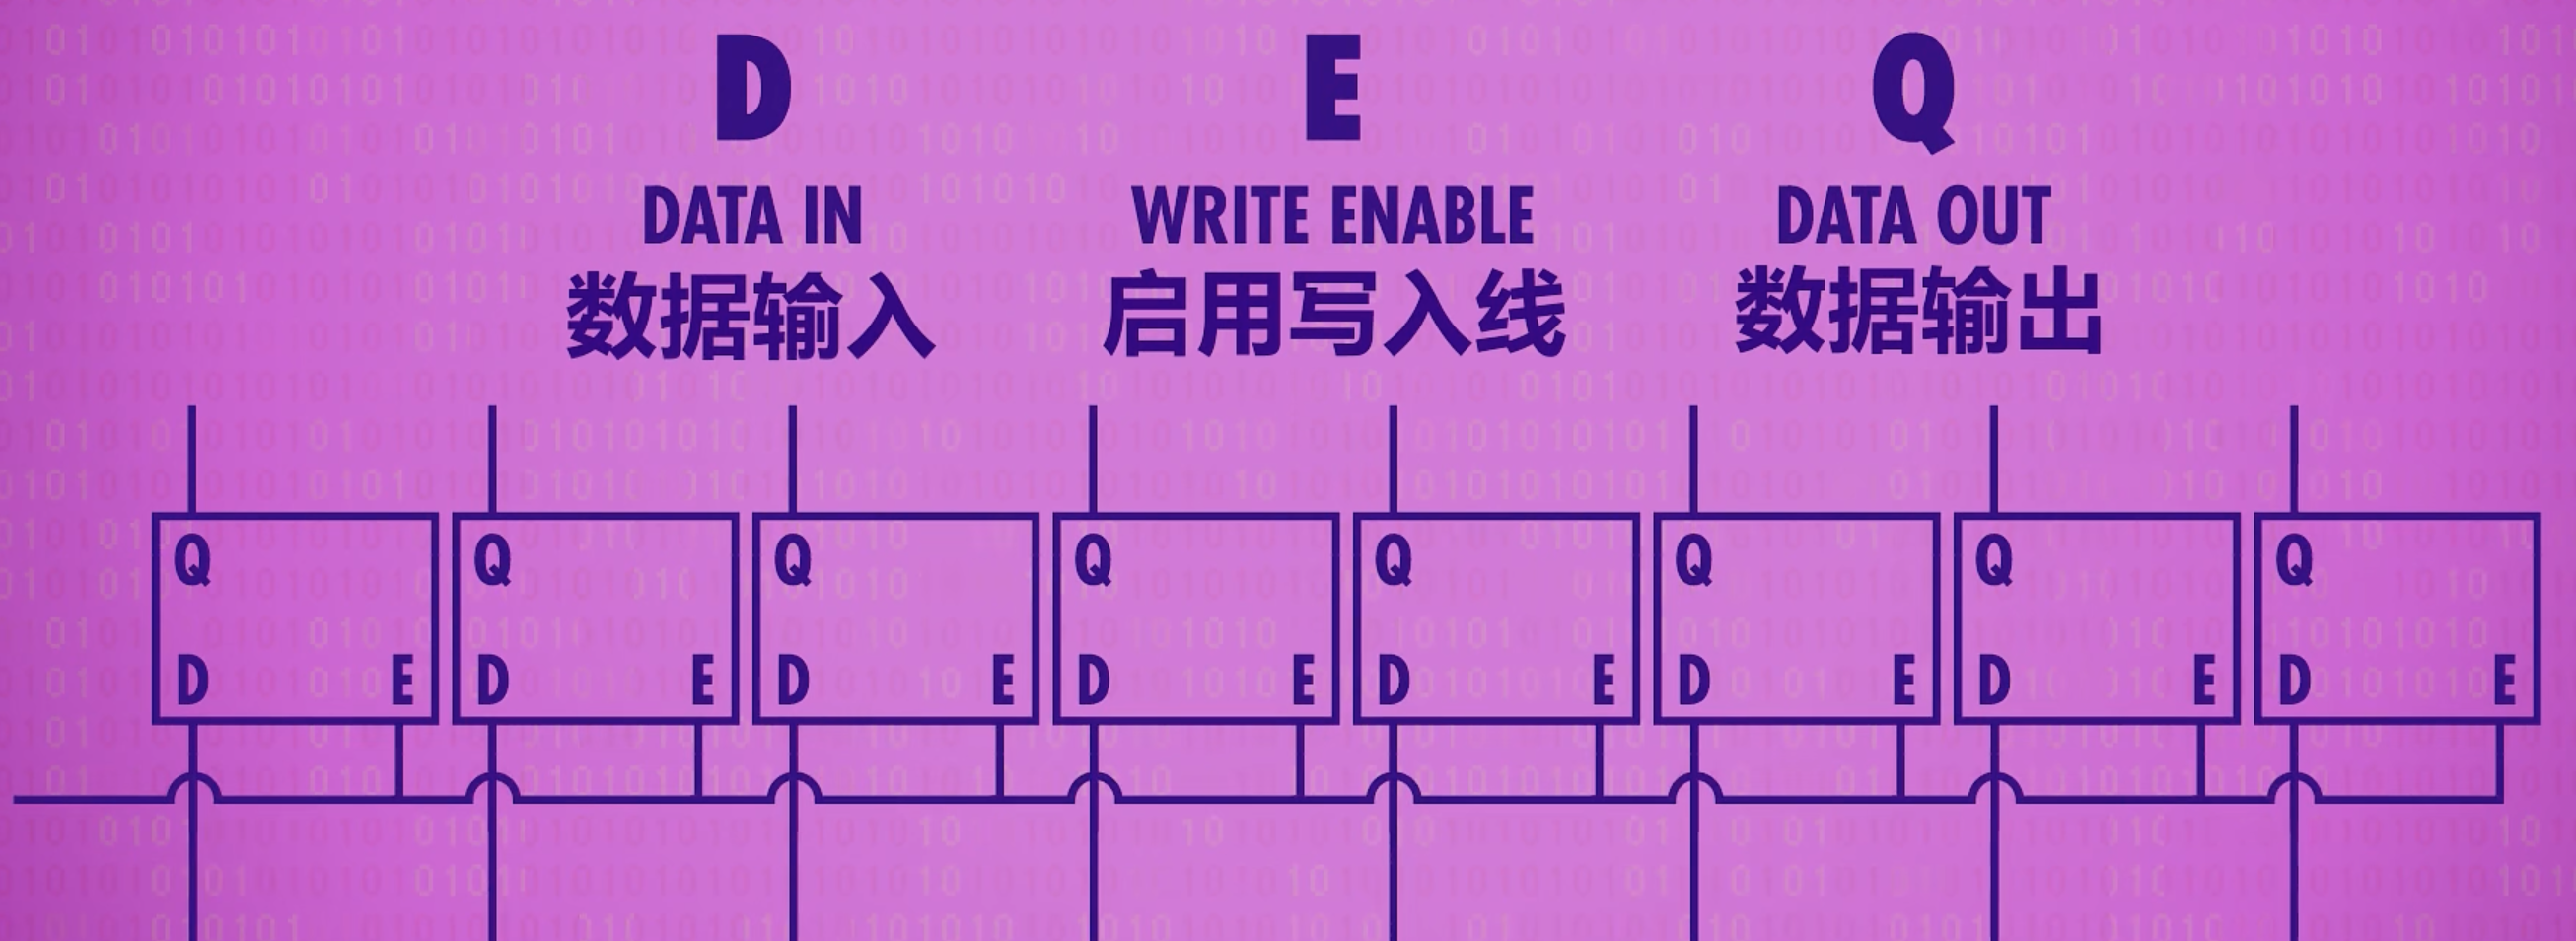 D E Q
DATA IN WRITE ENABLE DATA OUT
数据输入 启用写入线 数据输出
Q Q Q Q Q Q Q Q
D E D E D E D E D E D E D E D E